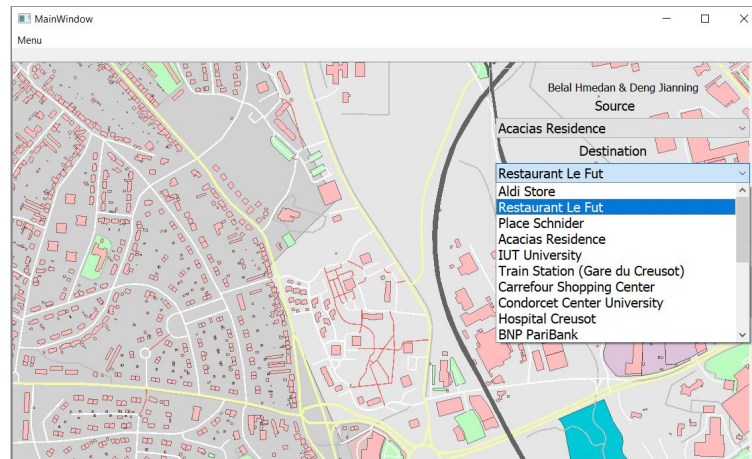 MainWindow
Menu
Belal Hmedan & Deng Jianning
Source
Acacias Residence
Destination
Restaurant Le Fut
Aldi Store
Restaurant Le Fut
Place Schnider
Acacias Residence
IUT University
Train Station (Gare du Creusot)
Carrefour Shopping Center
Condorcet Center University
Hospital Creusot
BNP PariBank